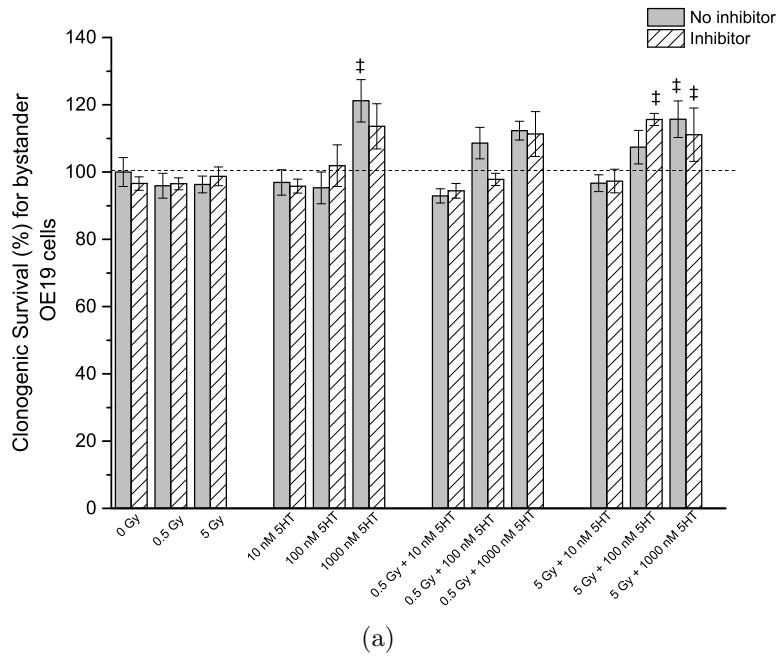 No inhibitor
Inhibitor
Clonogenic Survival (%) for bystander
OE19 cells
140
120
100
80
60
40
20
0
‡
‡
‡
‡
0 Gy
0.5 Gy
5 Gy
10 nM 5HT
100 nM 5HT
1000 nM 5HT
0.5 Gy + 10 nM 5HT
0.5 Gy + 100 nM 5HT
0.5 Gy + 1000 nM 5HT
5 Gy + 10 nM 5HT
5 Gy + 100 nM 5HT
5 Gy + 1000 nM 5HT
(a)